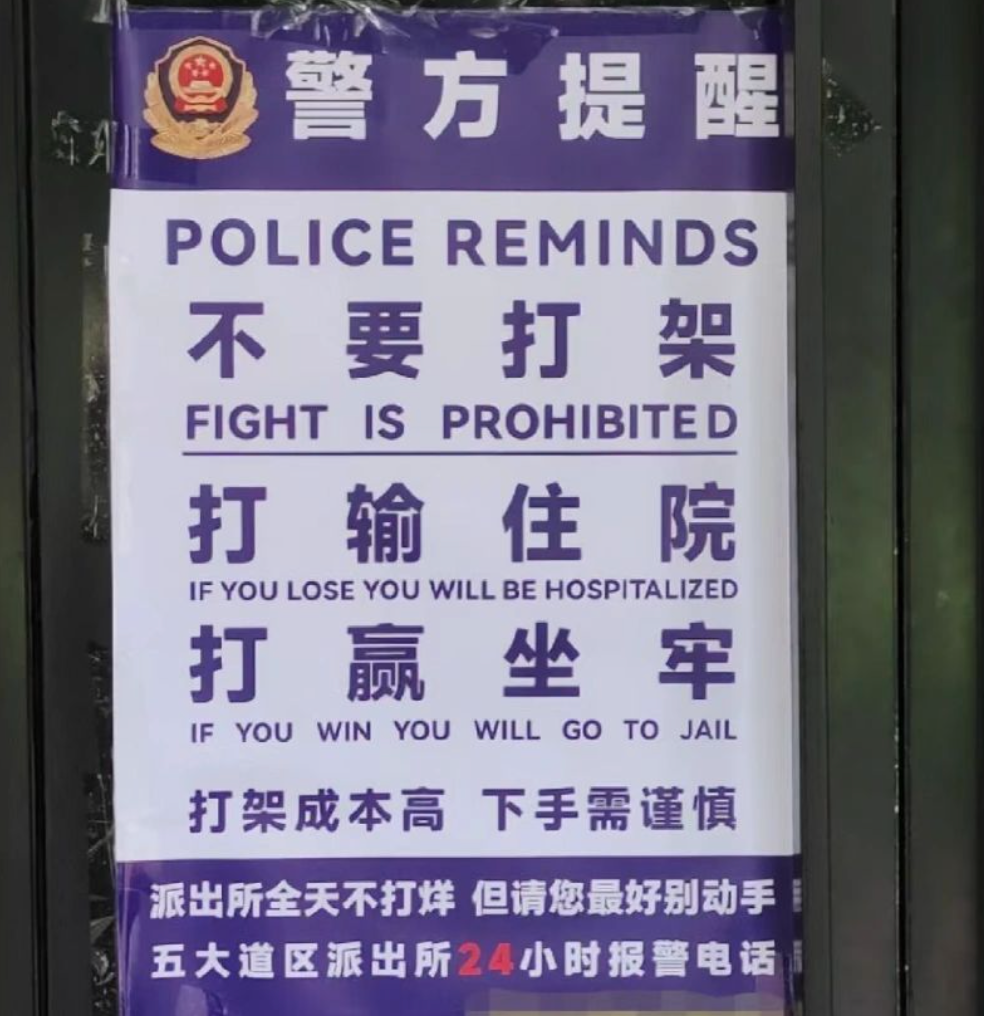 警方提醒
POLICE REMINDS
不要打架
FIGHT IS PROHIBITED
打输住院
IF YOU LOSE YOU WILL BE HOSPITALIZED
打赢坐牢
IF YOU WIN YOU WILL GO TO JAIL
打架成本高 下手需谨慎
派出所全天不打烊 但请您最好别动手
五大道区派出所24小时报警电话